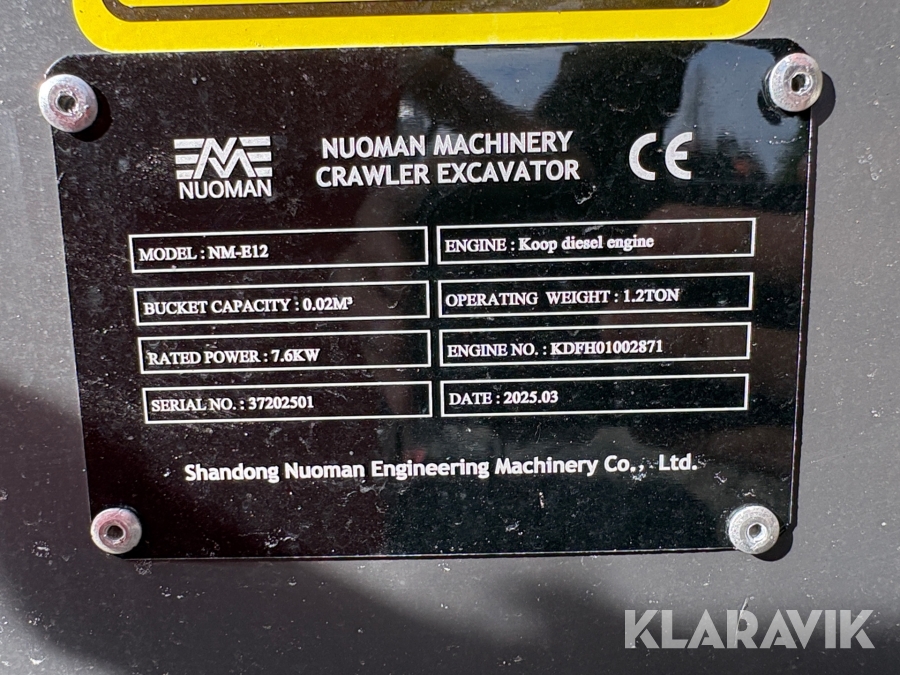 NUOMAN
NUOMAN MACHINERY
CRAWLER EXCAVATOR
CE
MODEL : NM-E12
ENGINE : Koop diesel engine
BUCKET CAPACITY : 0.02M³
OPERATING WEIGHT : 1.2TON
RATED POWER : 7.6KW
ENGINE NO. : KDFH01002871
SERIAL NO. : 37202501
DATE : 2025.03
Shandong Nuoman Engineering Machinery Co., Ltd.
KLARAVIK